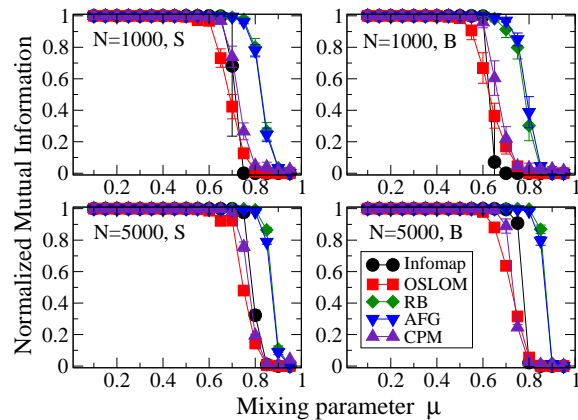 Normalized Mutual Information
1
0.8
0.6
0.4
0.2
0
N=1000, S
0.2 0.4 0.6 0.8
N=1000, B
0.2 0.4 0.6 0.8 1
1
0.8
0.6
0.4
0.2
0
N=5000, S
0.2 0.4 0.6 0.8
N=5000, B
Infomap
OSLOM
RB
AFG
CPM
0.2 0.4 0.6 0.8 1
Mixing parameter μ